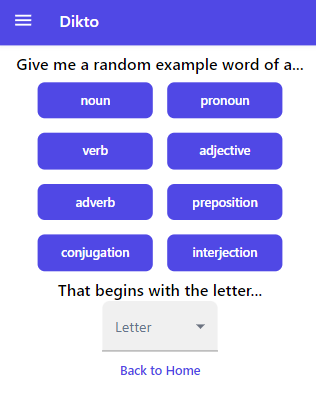 Dikto
Give me a random example word of a...
noun pronoun
verb adjective
adverb preposition
conjugation interjection
That begins with the letter...
Letter
Back to Home